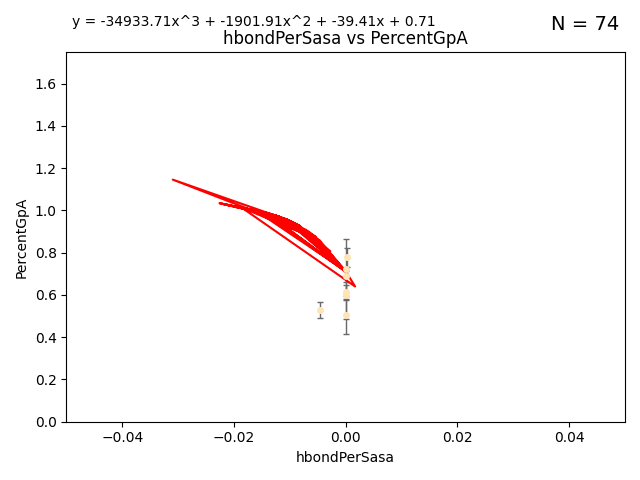 y = -34933.71x^3 + -1901.91x^2 + -39.41x + 0.71
N = 74
hbondPerSasa vs PercentGpA
1.6
1.4
1.2
1.0
0.8
0.6
0.4
0.2
0.0
PercentGpA
−0.04 −0.02 0.00 0.02 0.04
hbondPerSasa